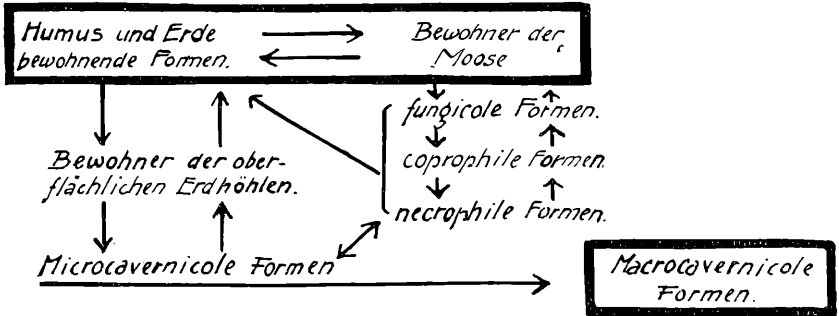 Humus und Erde
bewohnende Formen.
Bewohner der
Moose
fungicole Formen.
Bewohner der ober-
flächlichen Erdhöhlen.
coprophile Formen.
necrophile Formen.
Microcavernicole Formen
Macrocavernicole
Formen.